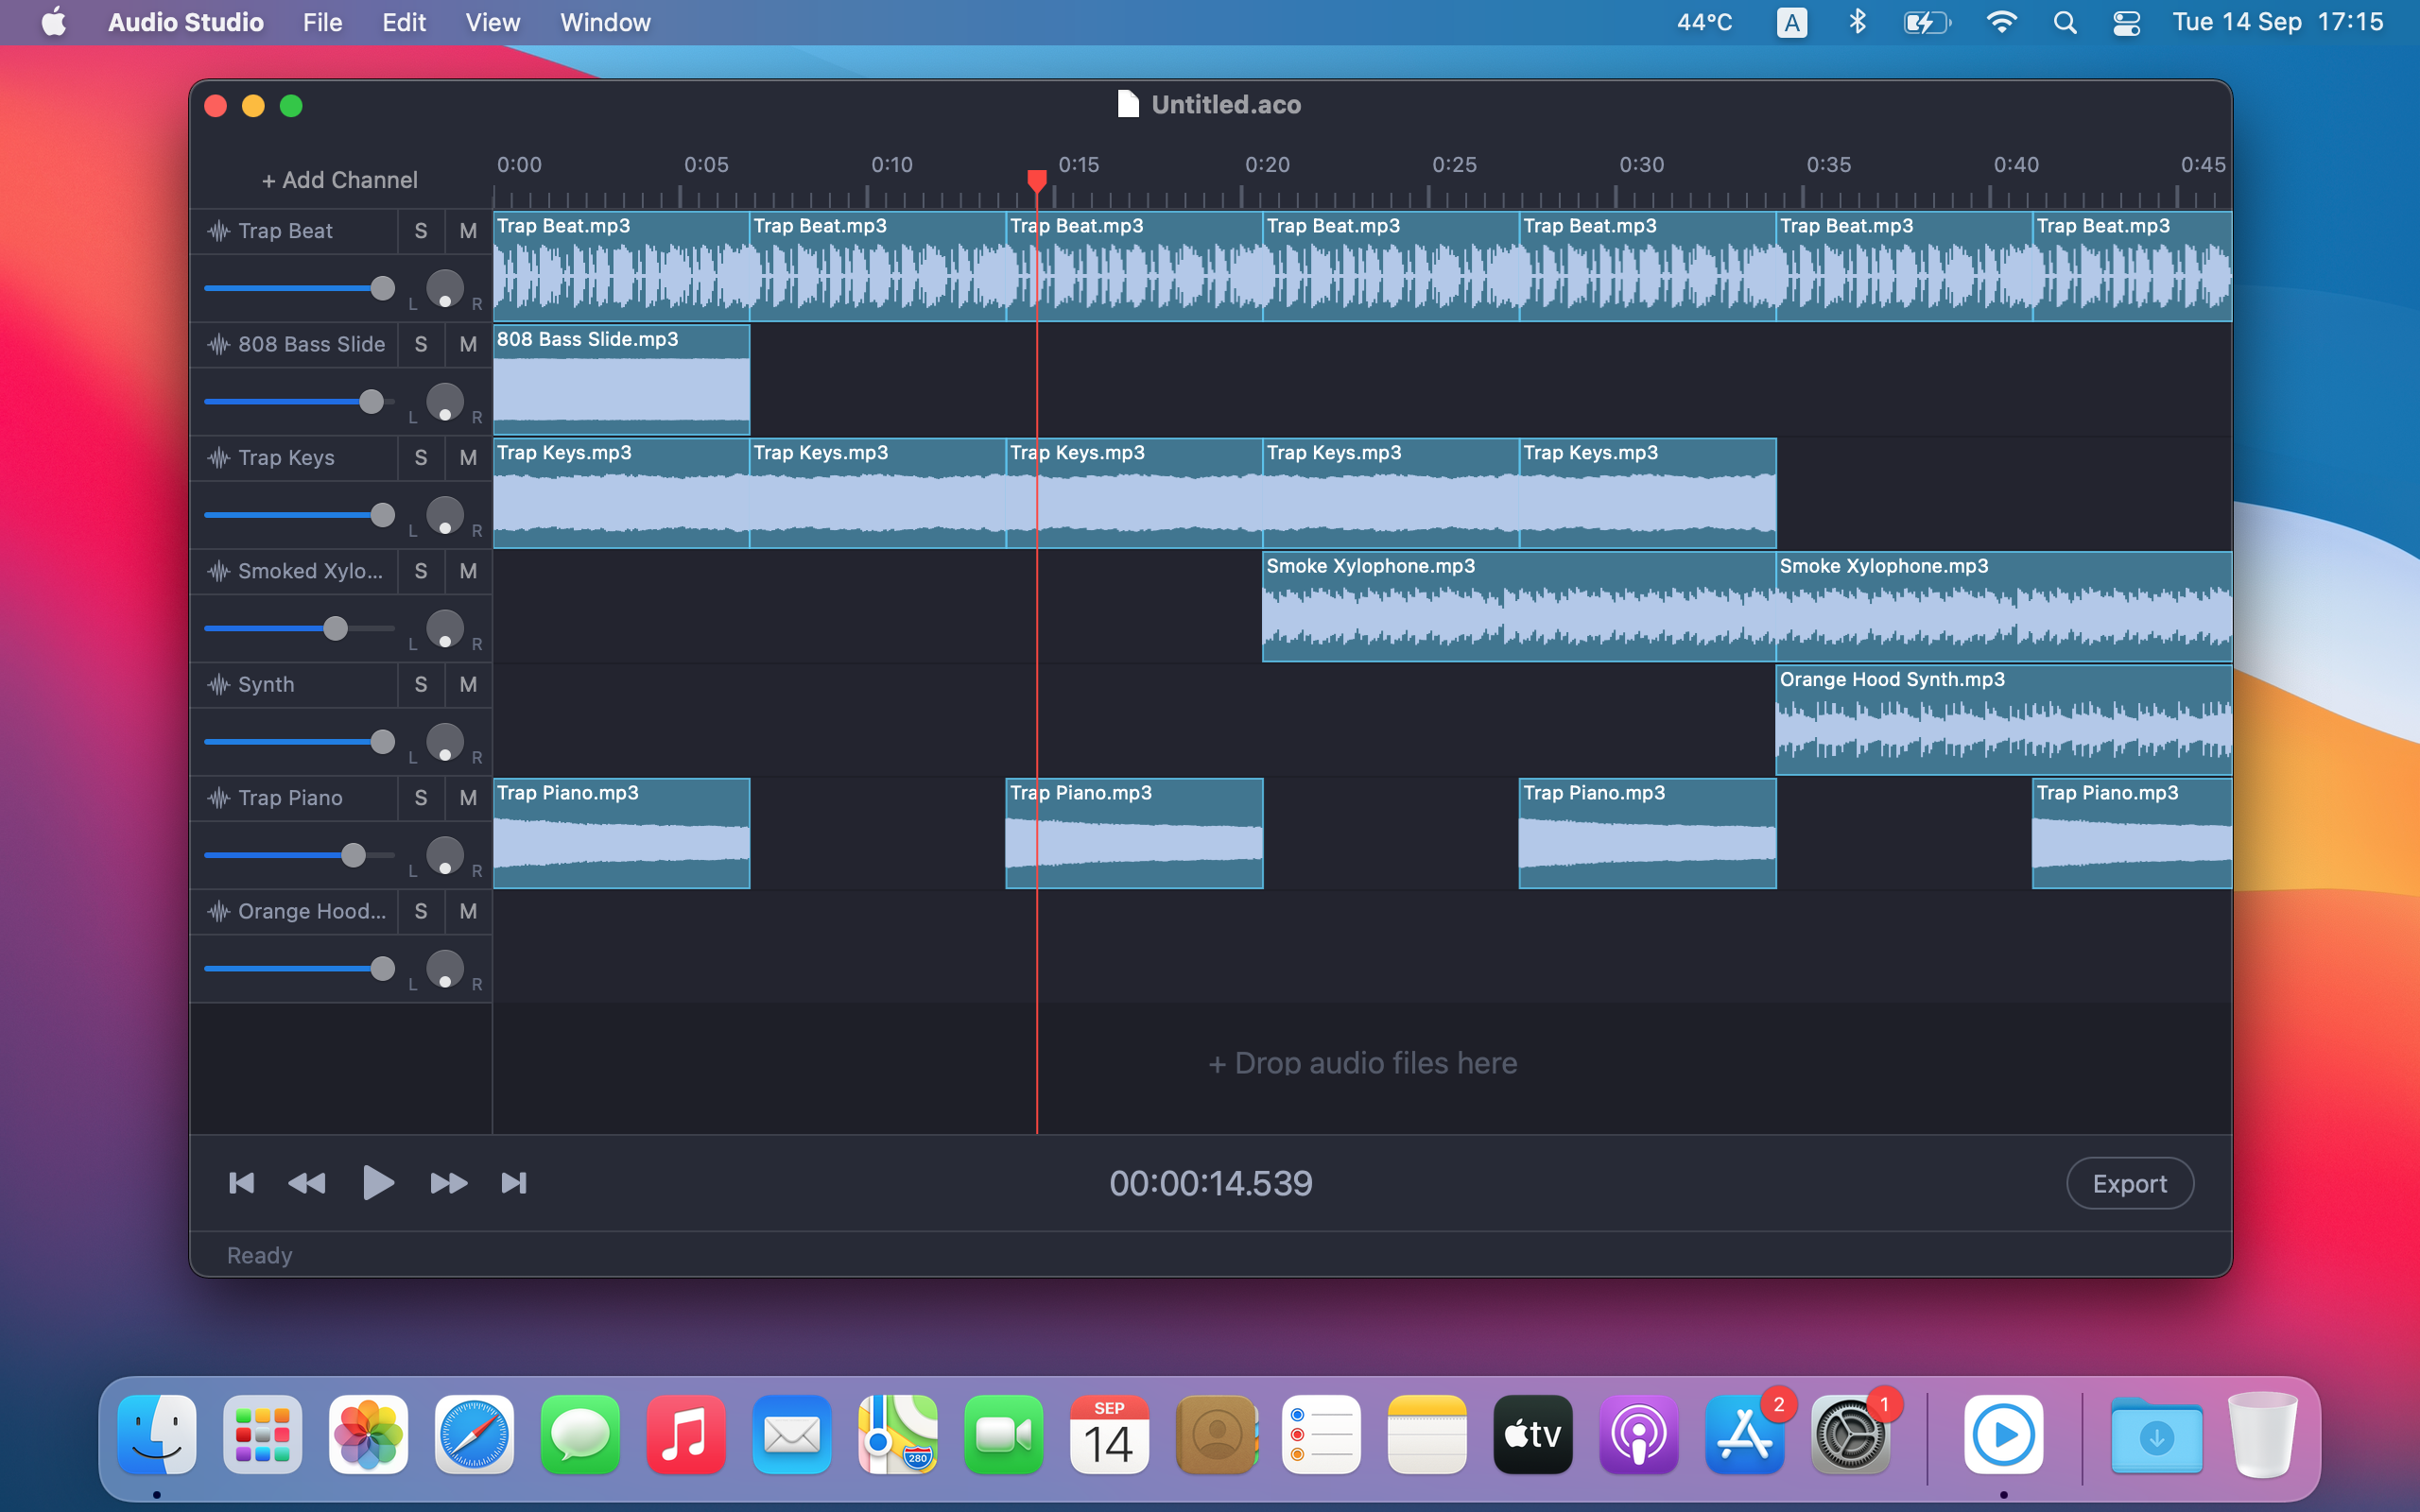 Audio Studio File Edit View Window 44°C A Tue 14 Sep 17:15
Untitled.aco
+ Add Channel 0:00 0:05 0:10 0:15 0:20 0:25 0:30 0:35 0:40 0:45
Trap Beat S M Trap Beat.mp3 Trap Beat.mp3 Trap Beat.mp3 Trap Beat.mp3 Trap Beat.mp3 Trap Beat.mp3 Trap Beat.mp3
L R
808 Bass Slide S M 808 Bass Slide.mp3
L R
Trap Keys S M Trap Keys.mp3 Trap Keys.mp3 Trap Keys.mp3 Trap Keys.mp3 Trap Keys.mp3
L R
Smoked Xylo... S M Smoke Xylophone.mp3 Smoke Xylophone.mp3
L R
Synth S M Orange Hood Synth.mp3
L R
Trap Piano S M Trap Piano.mp3 Trap Piano.mp3 Trap Piano.mp3 Trap Piano.mp3
L R
Orange Hood... S M
L R
+ Drop audio files here
00:00:14.539 Export
Ready
280 SEP 14 tv 2 1